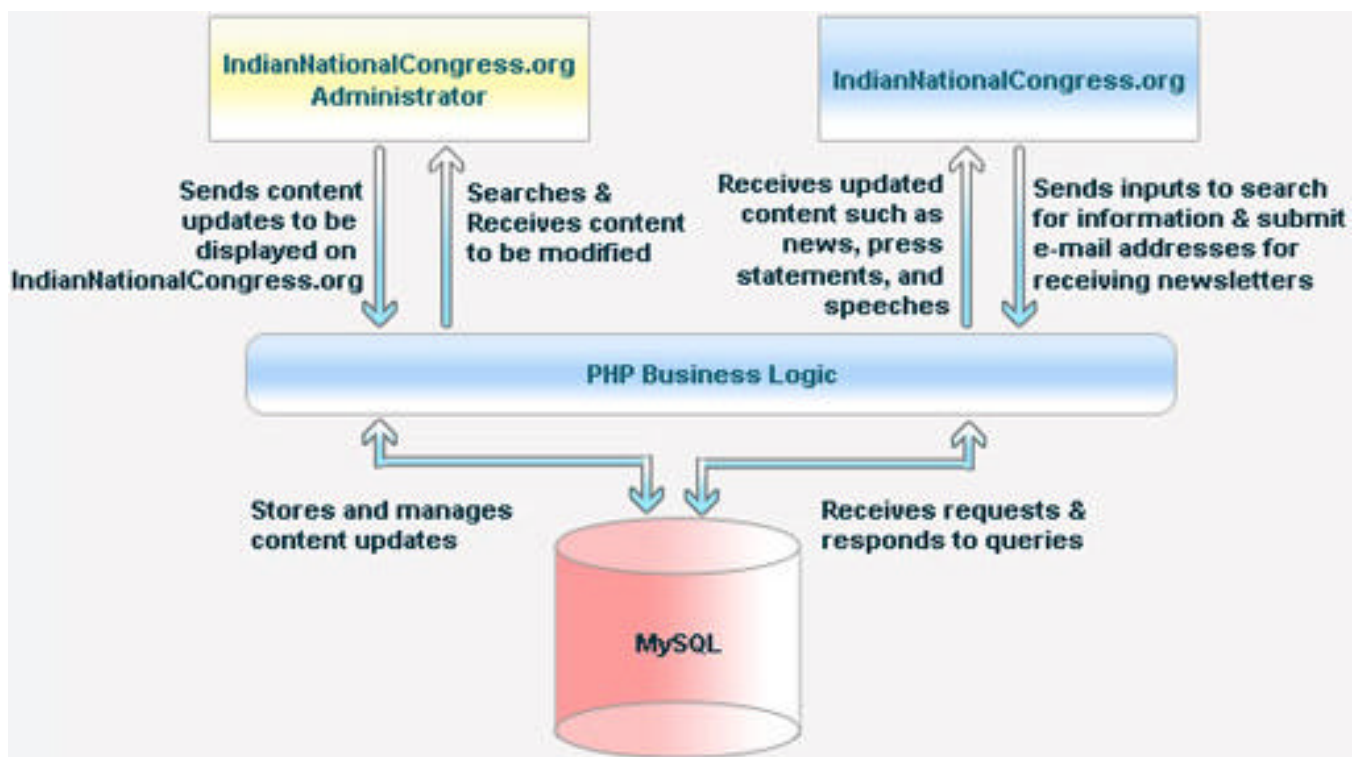 IndianNationalCongress.org
Administrator
IndianNationalCongress.org
Sends content
updates to be
displayed on
IndianNationalCongress.org
Searches &
Receives content
to be modified
Receives updated
content such as
news, press
statements, and
speeches
Sends inputs to search
for information & submit
e-mail addresses for
receiving newsletters
PHP Business Logic
Stores and manages
content updates
Receives requests &
responds to queries
MySQL